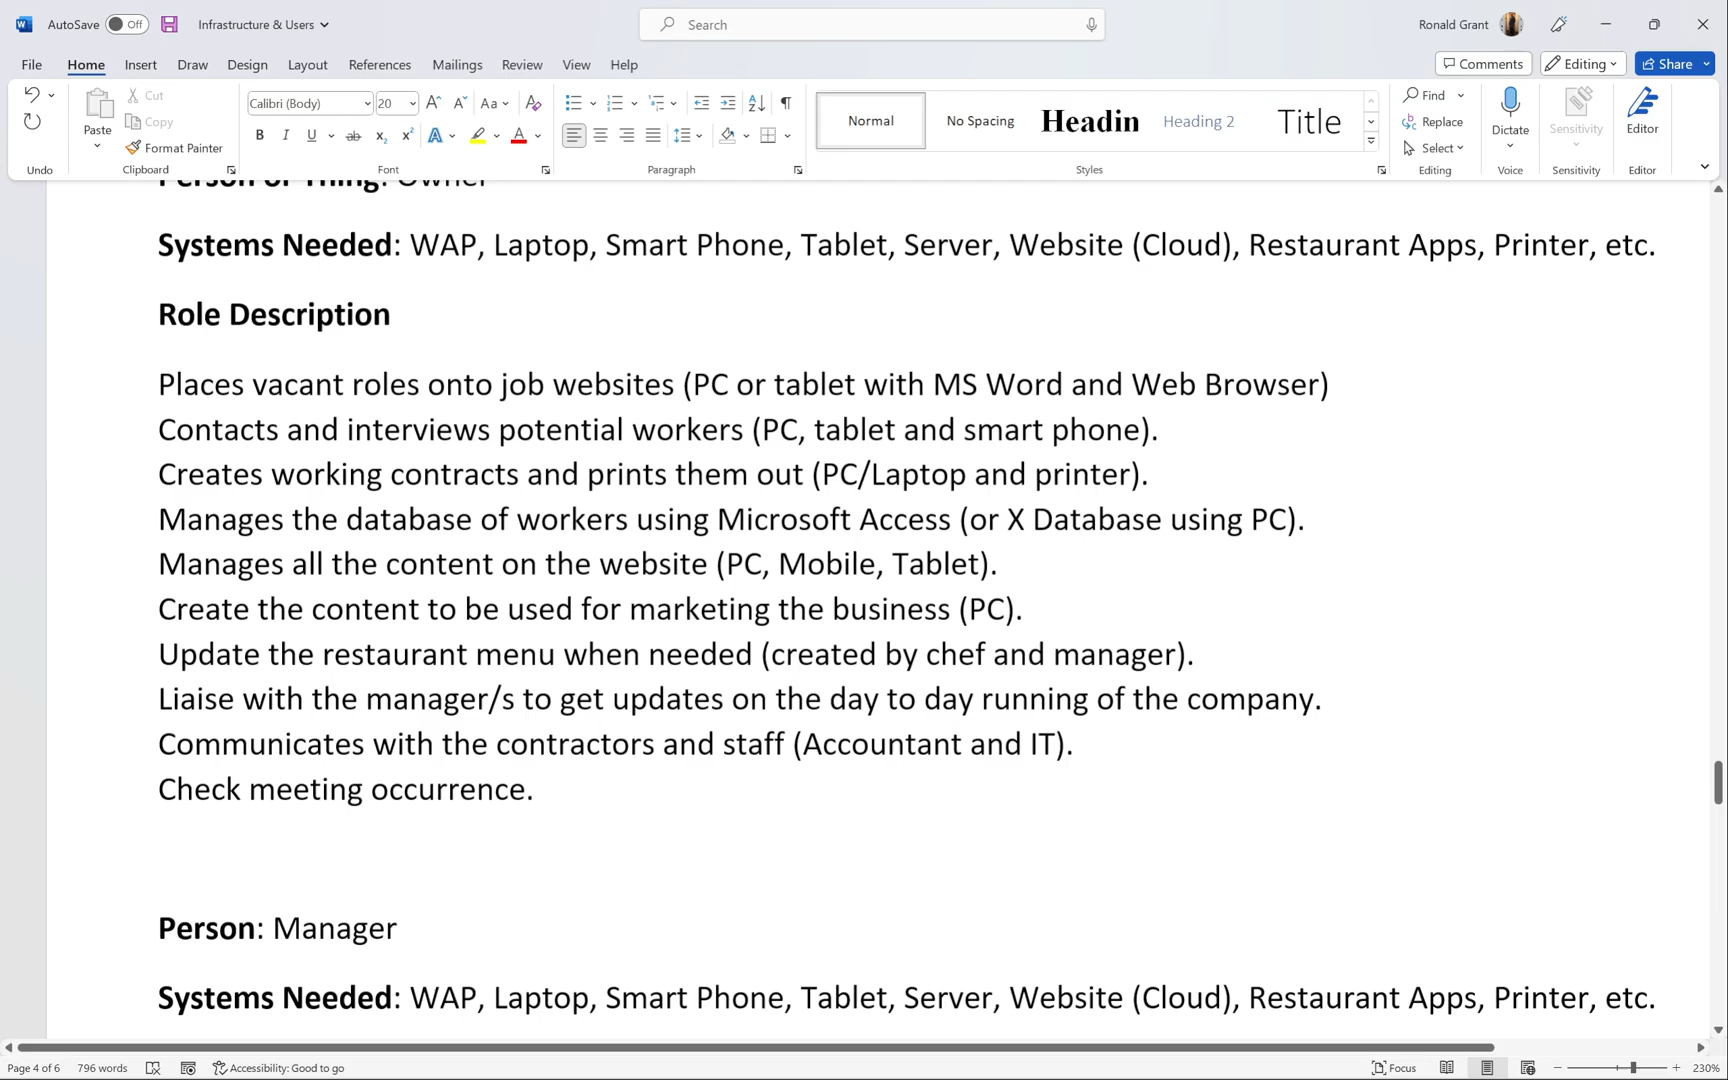 AutoSave Off Infrastructure & Users Search Ronald Grant
File Home Insert Draw Design Layout References Mailings Review View Help Comments Editing Share
Paste Cut Copy Format Painter
Calibri (Body) 20 Aa
B I U ab x₂ x² A A
Normal No Spacing Headin Heading 2 Title
Find Replace Select
Dictate Sensitivity Editor
Undo Clipboard Font Paragraph Styles Editing Voice Sensitivity Editor
Person or Thing: Owner
Systems Needed: WAP, Laptop, Smart Phone, Tablet, Server, Website (Cloud), Restaurant Apps, Printer, etc.
Role Description
Places vacant roles onto job websites (PC or tablet with MS Word and Web Browser)
Contacts and interviews potential workers (PC, tablet and smart phone).
Creates working contracts and prints them out (PC/Laptop and printer).
Manages the database of workers using Microsoft Access (or X Database using PC).
Manages all the content on the website (PC, Mobile, Tablet).
Create the content to be used for marketing the business (PC).
Update the restaurant menu when needed (created by chef and manager).
Liaise with the manager/s to get updates on the day to day running of the company.
Communicates with the contractors and staff (Accountant and IT).
Check meeting occurrence.
Person: Manager
Systems Needed: WAP, Laptop, Smart Phone, Tablet, Server, Website (Cloud), Restaurant Apps, Printer, etc.
Page 4 of 6 796 words Accessibility: Good to go Focus 230%